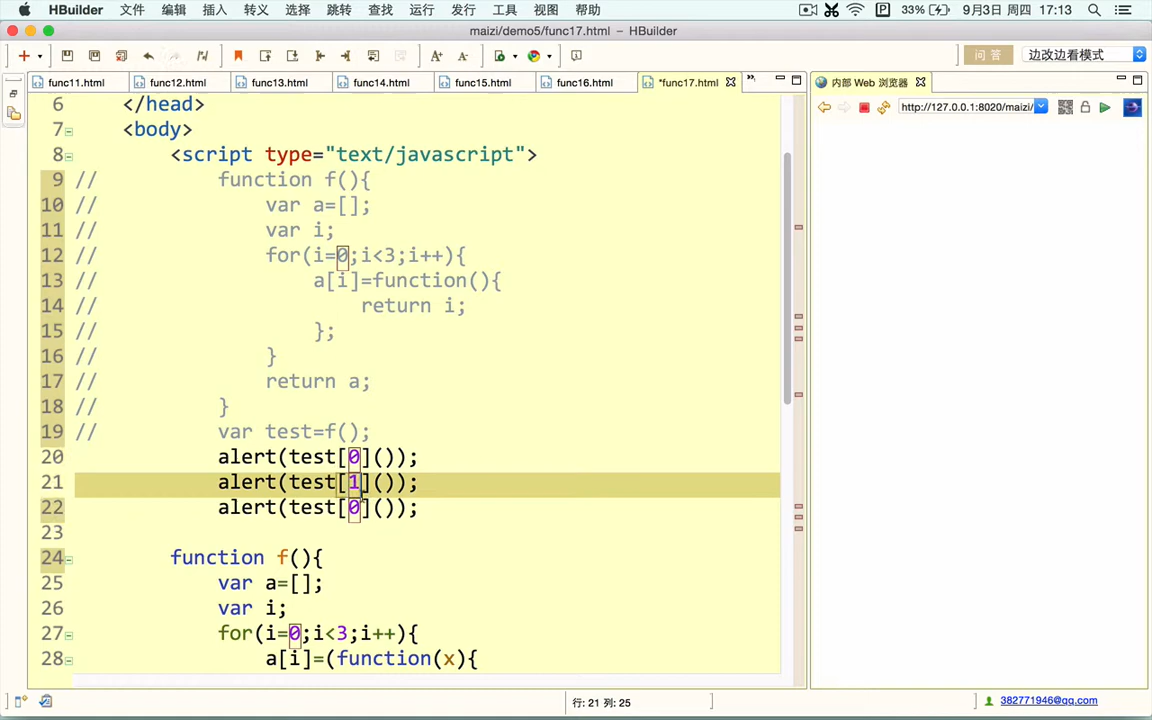 HBuilder 文件 编辑 插入 转义 选择 跳转 查找 运行 发行 工具 视图 帮助 33% 9月3日 周四 17:13
maizi/demo5/func17.html – HBuilder
问 答 边改边看模式
func11.html func12.html func13.html func14.html func15.html func16.html *func17.html 内部 Web 浏览器
http://127.0.0.1:8020/maizi/
6 </head>
7 <body>
8 <script type="text/javascript">
9 // function f(){
10 // var a=[];
11 // var i;
12 // for(i=0;i<3;i++){
13 // a[i]=function(){
14 // return i;
15 // };
16 // }
17 // return a;
18 // }
19 // var test=f();
20 alert(test[0]());
21 alert(test[1]());
22 alert(test[0]());
23
24 function f(){
25 var a=[];
26 var i;
27 for(i=0;i<3;i++){
28 a[i]=(function(x){
行: 21 列: 25
382771946@qq.com